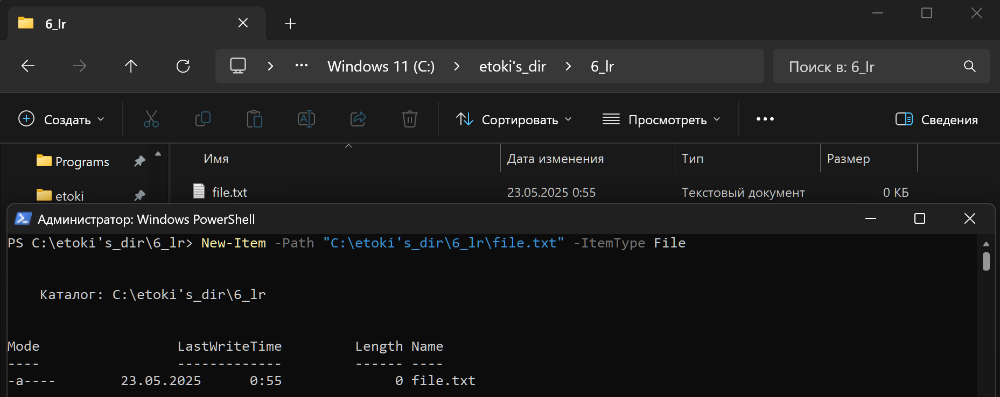 6_lr
Windows 11 (C:) etoki's_dir 6_lr Поиск в: 6_lr
Создать Сортировать Просмотреть Сведения
Имя Дата изменения Тип Размер
Programs
file.txt 23.05.2025 0:55 Текстовый документ 0 КБ
etoki
Администратор: Windows PowerShell
PS C:\etoki's_dir\6_lr> New-Item -Path "C:\etoki's_dir\6_lr\file.txt" -ItemType File
Каталог: C:\etoki's_dir\6_lr
Mode LastWriteTime Length Name
---- ------------- ------ ----
-a---- 23.05.2025 0:55 0 file.txt